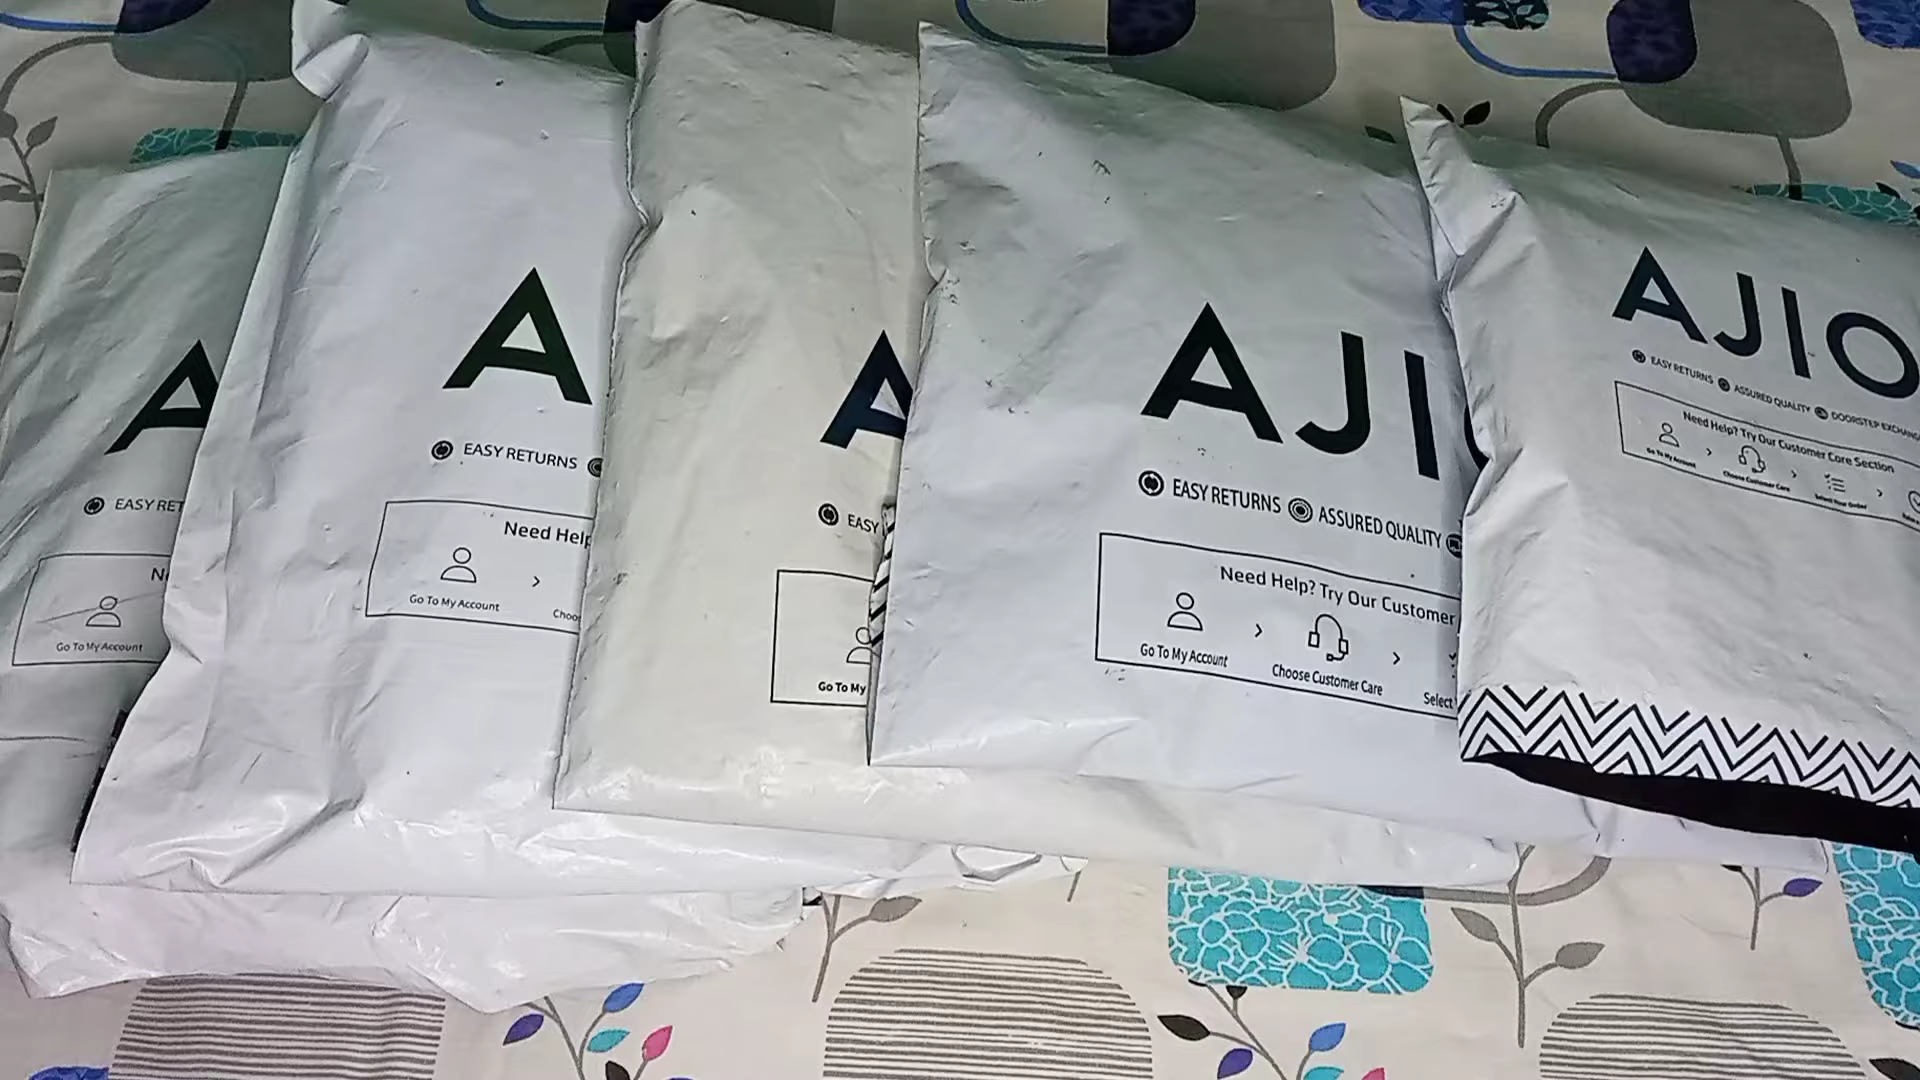 A
EASY RET
N
Go To My Account
A
EASY RETURNS
Need Help
Go To My Account > Choo
A
EASY
Go To My
AJI
EASY RETURNS ASSURED QUALITY
Need Help? Try Our Customer
Go To My Account > Choose Customer Care > Select
AJIO
EASY RETURNS ASSURED QUALITY DOORSTEP EXCHANG
Need Help? Try Our Customer Care Section
Go To My Account > Choose Customer Care > Select Your Order >